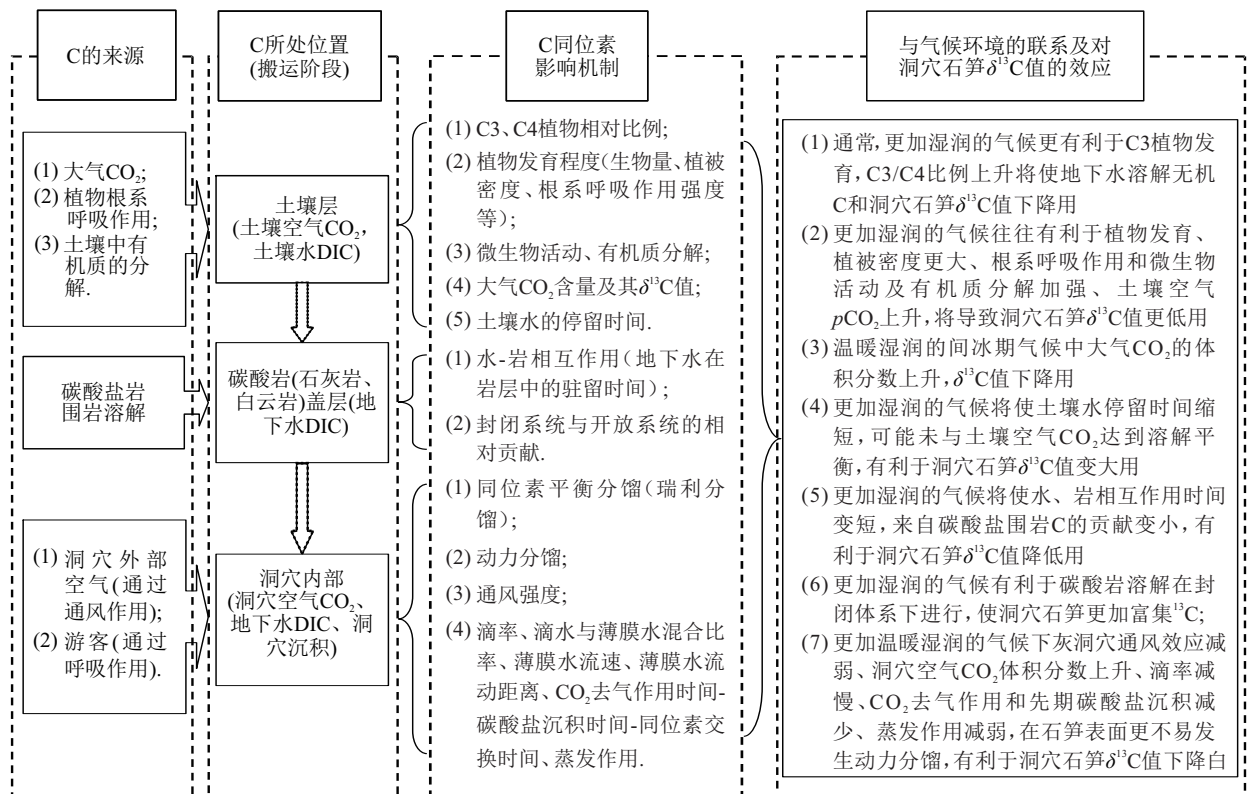 C的来源
(1) 大气CO₂;
(2) 植物根系
呼吸作用;
(3) 土壤中有
机质的分
解.
碳酸盐岩
围岩溶解
(1) 洞穴外部
空气(通过
通风作用);
(2) 游客(通过
呼吸作用).
C所处位置
(搬运阶段)
土壤层
(土壤空气CO₂,
土壤水DIC)
碳酸岩(石灰岩、
白云岩)盖层(地
下水DIC)
洞穴内部
(洞穴空气CO₂、
地下水DIC、洞
穴沉积)
C同位素
影响机制
(1) C3、C4植物相对比例;
(2) 植物发育程度(生物量、植被
密度、根系呼吸作用强度
等);
(3) 微生物活动、有机质分解;
(4) 大气CO₂含量及其δ¹³C值;
(5) 土壤水的停留时间.
(1) 水-岩相互作用(地下水在
岩层中的驻留时间);
(2) 封闭系统与开放系统的相
对贡献.
(1) 同位素平衡分馏(瑞利分
馏);
(2) 动力分馏;
(3) 通风强度;
(4) 滴率、滴水与薄膜水混合比
率、薄膜水流速、薄膜水流
动距离、CO₂去气作用时间-
碳酸盐沉积时间-同位素交
换时间、蒸发作用.
与气候环境的联系及对
洞穴石笋δ¹³C值的效应
(1) 通常,更加湿润的气候更有利于C3植物发
育,C3/C4比例上升将使地下水溶解无机
C和洞穴石笋δ¹³C值下降用
(2) 更加湿润的气候往往有利于植物发育、
植被密度更大、根系呼吸作用和微生物
活动及有机质分解加强、土壤空气
pCO₂上升,将导致洞穴石笋δ¹³C值更低用
(3) 温暖湿润的间冰期气候中大气CO₂的体
积分数上升,δ¹³C值下降用
(4) 更加湿润的气候将使土壤水停留时间缩
短,可能未与土壤空气CO₂达到溶解平
衡,有利于洞穴石笋δ¹³C值变大用
(5) 更加湿润的气候将使水、岩相互作用时间
变短,来自碳酸盐围岩C的贡献变小,有
利于洞穴石笋δ¹³C值降低用
(6) 更加湿润的气候有利于碳酸岩溶解在封
闭体系下进行,使洞穴石笋更加富集¹³C;
(7) 更加温暖湿润的气候下灰洞穴通风效应减
弱、洞穴空气CO₂体积分数上升、滴率减
慢、CO₂去气作用和先期碳酸盐沉积减
少、蒸发作用减弱,在石笋表面更不易发
生动力分馏,有利于洞穴石笋δ¹³C值下降白